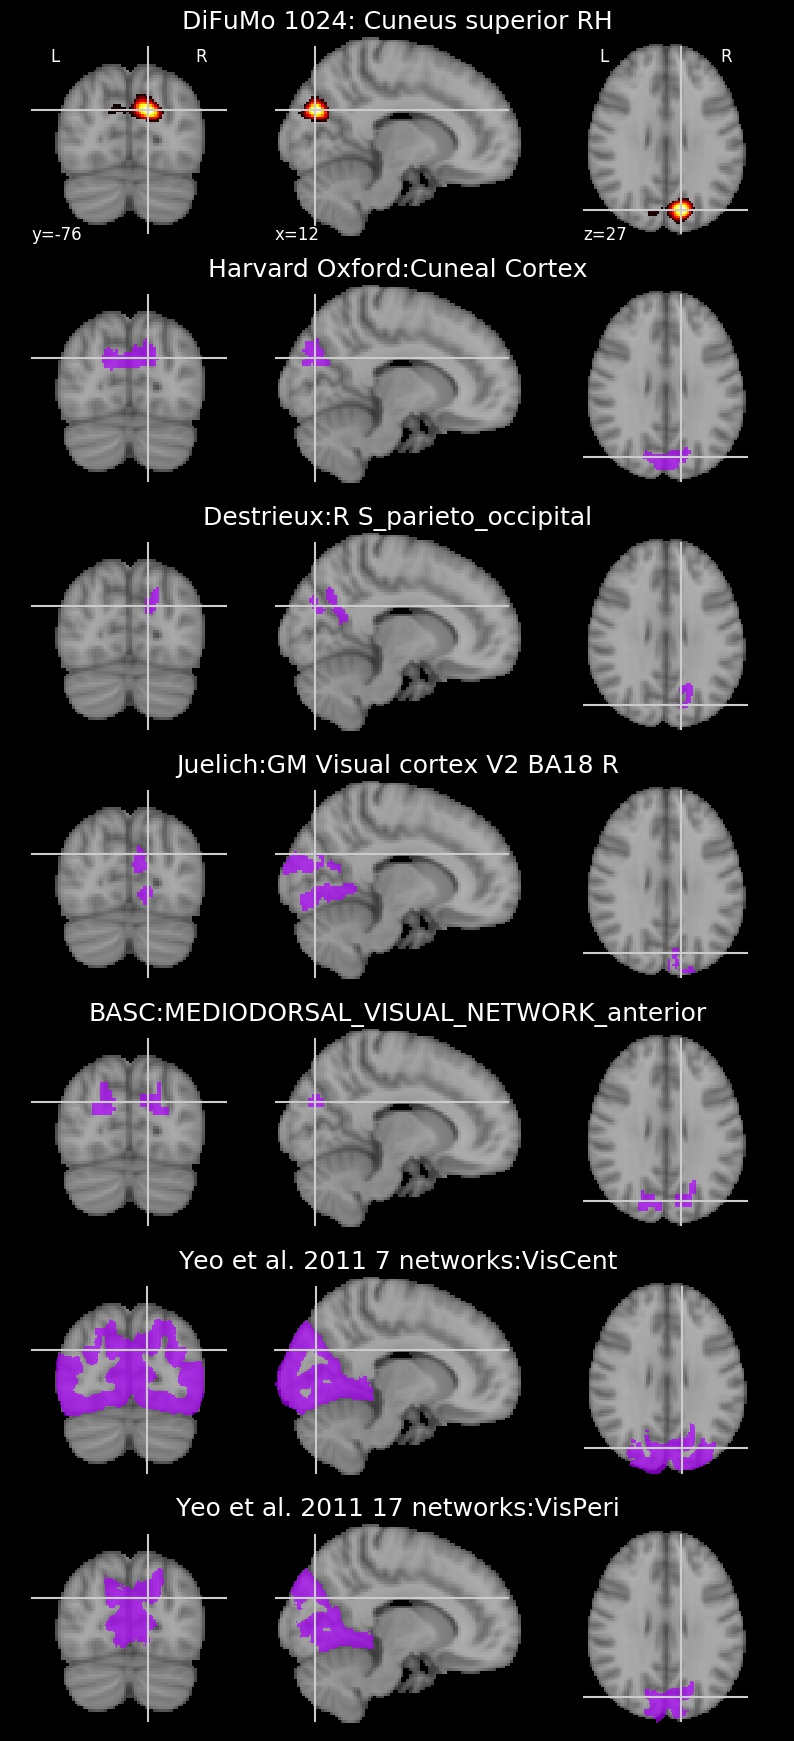 DiFuMo 1024: Cuneus superior RH
L R L R
y=-76 x=12 z=27
Harvard Oxford:Cuneal Cortex
Destrieux:R S_parieto_occipital
Juelich:GM Visual cortex V2 BA18 R
BASC:MEDIODORSAL_VISUAL_NETWORK_anterior
Yeo et al. 2011 7 networks:VisCent
Yeo et al. 2011 17 networks:VisPeri